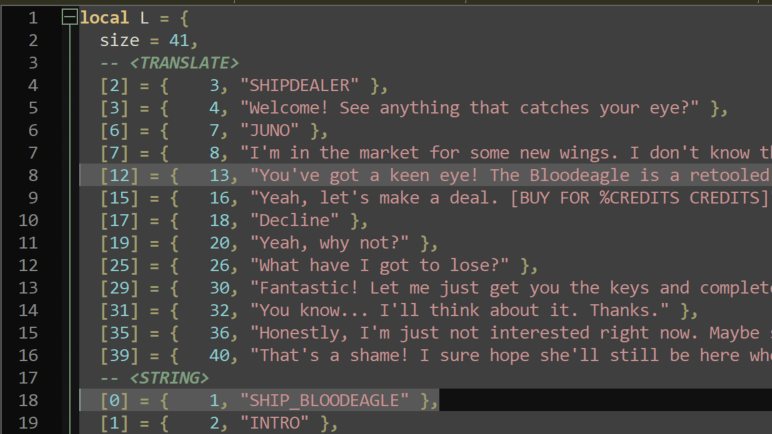 1 local L = {
2 size = 41,
3 -- <TRANSLATE>
4 [2] = { 3, "SHIPDEALER" },
5 [3] = { 4, "Welcome! See anything that catches your eye?" },
6 [6] = { 7, "JUNO" },
7 [7] = { 8, "I'm in the market for some new wings. I don't know th
8 [12] = { 13, "You've got a keen eye! The Bloodeagle is a retooled
9 [15] = { 16, "Yeah, let's make a deal. [BUY FOR %CREDITS CREDITS]
10 [17] = { 18, "Decline" },
11 [19] = { 20, "Yeah, why not?" },
12 [25] = { 26, "What have I got to lose?" },
13 [29] = { 30, "Fantastic! Let me just get you the keys and complete
14 [31] = { 32, "You know... I'll think about it. Thanks." },
15 [35] = { 36, "Honestly, I'm just not interested right now. Maybe s
16 [39] = { 40, "That's a shame! I sure hope she'll still be here whe
17 -- <STRING>
18 [0] = { 1, "SHIP_BLOODEAGLE" },
19 [1] = { 2, "INTRO" },